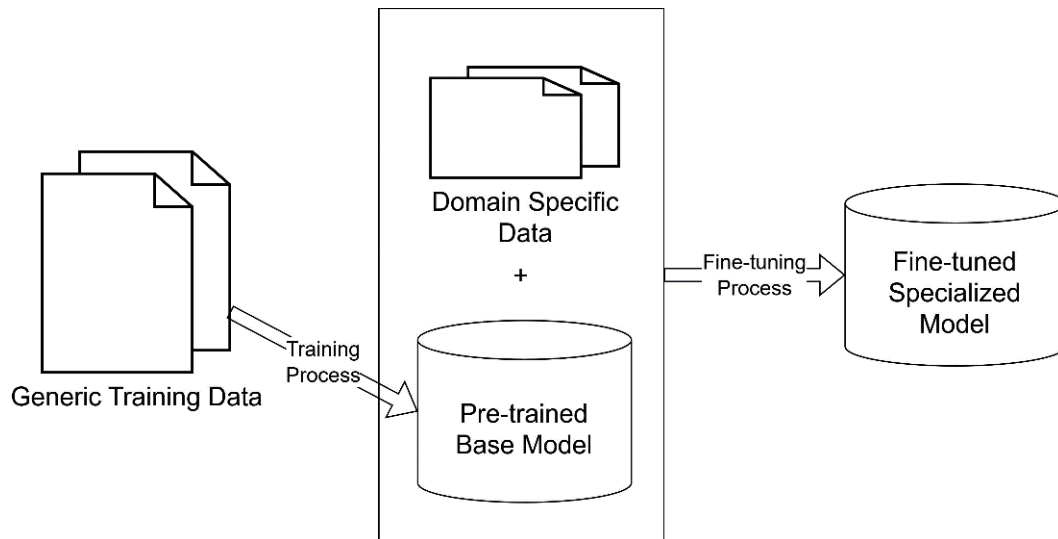 Generic Training Data
Training
Process
Domain Specific
Data
+
Pre-trained
Base Model
Fine-tuning
Process
Fine-tuned
Specialized
Model